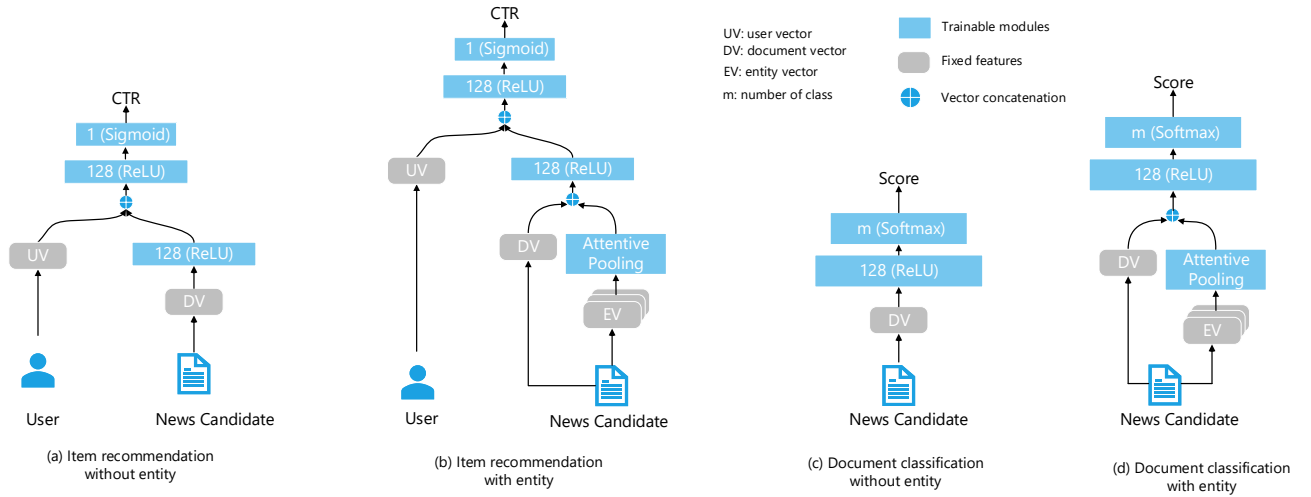 CTR
1 (Sigmoid)
128 (ReLU)
UV
128 (ReLU)
DV
User
News Candidate
(a) Item recommendation
without entity
CTR
1 (Sigmoid)
128 (ReLU)
UV
128 (ReLU)
DV
Attentive
Pooling
EV
User
News Candidate
(b) Item recommendation
with entity
UV: user vector
DV: document vector
EV: entity vector
m: number of class
Trainable modules
Fixed features
Vector concatenation
Score
m (Softmax)
128 (ReLU)
DV
News Candidate
(c) Document classification
without entity
Score
m (Softmax)
128 (ReLU)
DV
Attentive
Pooling
EV
News Candidate
(d) Document classification
with entity